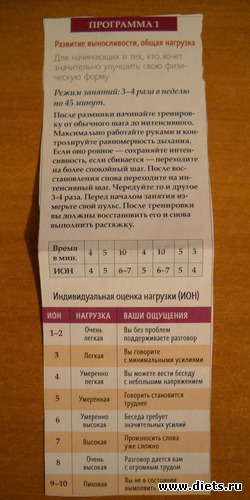 ПРОГРАММА 1
Развитие выносливости, общая нагрузка
Для начинающих и тех, кто хочет
значительно улучшить свою физи-
ческую форму.
Режим занятий: 3–4 раза в неделю
по 45 минут.
После разминки начинайте трениров-
ку от обычного шага до интенсивного.
Максимально работайте руками и кон-
тролируйте равномерность дыхания.
Если оно ровное — сохраняйте интен-
сивность, если сбивается — переходите
на более спокойный шаг. После вос-
становления снова переходите на ин-
тенсивный шаг. Чередуйте то и другое
3-4 раза. Перед началом занятия из-
мерьте свой пульс. После тренировки
вы должны восстановить его и снова
выполнить растяжку.
Время в мин. 4 5 10 4 10 5 3
ИОН 4 5 6–7 5 6–7 5 4
Индивидуальная оценка нагрузки (ИОН)
ИОН НАГРУЗКА ВАШИ ОЩУЩЕНИЯ
1–2 Очень легкая Вы без проблем поддерживаете разговор
3 Легкая Вы говорите с минимальными усилиями
4 Умеренно легкая Вы можете вести беседу с небольшим напряжением
5 Умеренная Говорить становится труднее
6 Умеренно высокая Беседа требует значительных усилий
7 Высокая Произносить слова уже сложно
8 Очень высокая Разговор дается вам с огромным трудом
9–10 Пиковая Вы не в состоянии вымолвить
www.diets.ru